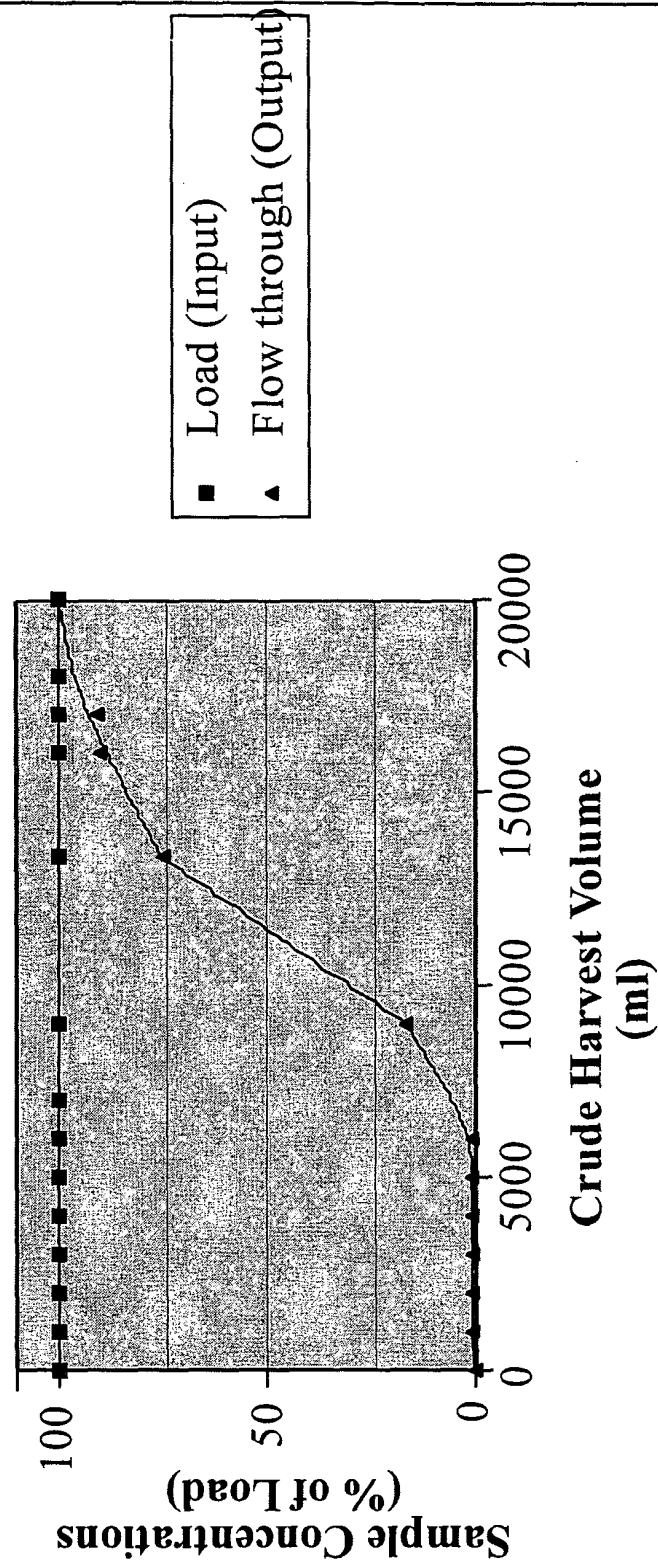 Sample Concentrations
(% of Load)
100
50
0
0
5000
10000
15000
20000
Crude Harvest Volume
(ml)
Load (Input)
Flow through (Output)